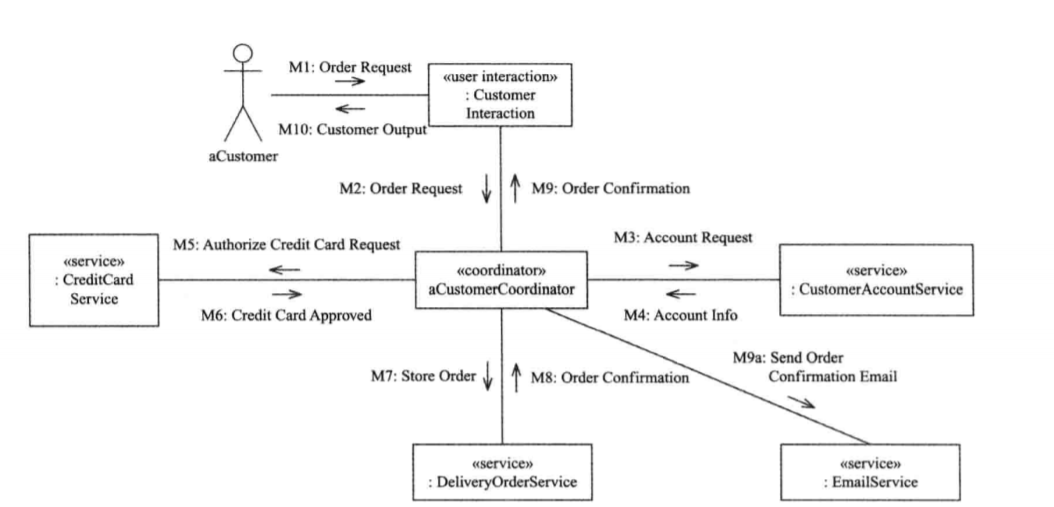 M1: Order Request
«user interaction»
: Customer
Interaction
M10: Customer Output
aCustomer
M2: Order Request
M9: Order Confirmation
M5: Authorize Credit Card Request
M3: Account Request
«service»
: CreditCard
Service
«coordinator»
aCustomerCoordinator
«service»
: CustomerAccountService
M6: Credit Card Approved
M4: Account Info
M7: Store Order
M8: Order Confirmation
M9a: Send Order
Confirmation Email
«service»
: DeliveryOrderService
«service»
: EmailService